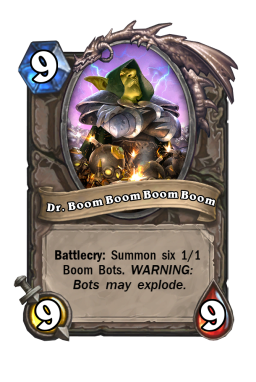 9
Dr. Boom Boom Boom Boom
Battlecry: Summon six 1/1
Boom Bots. WARNING:
Bots may explode.
9
9